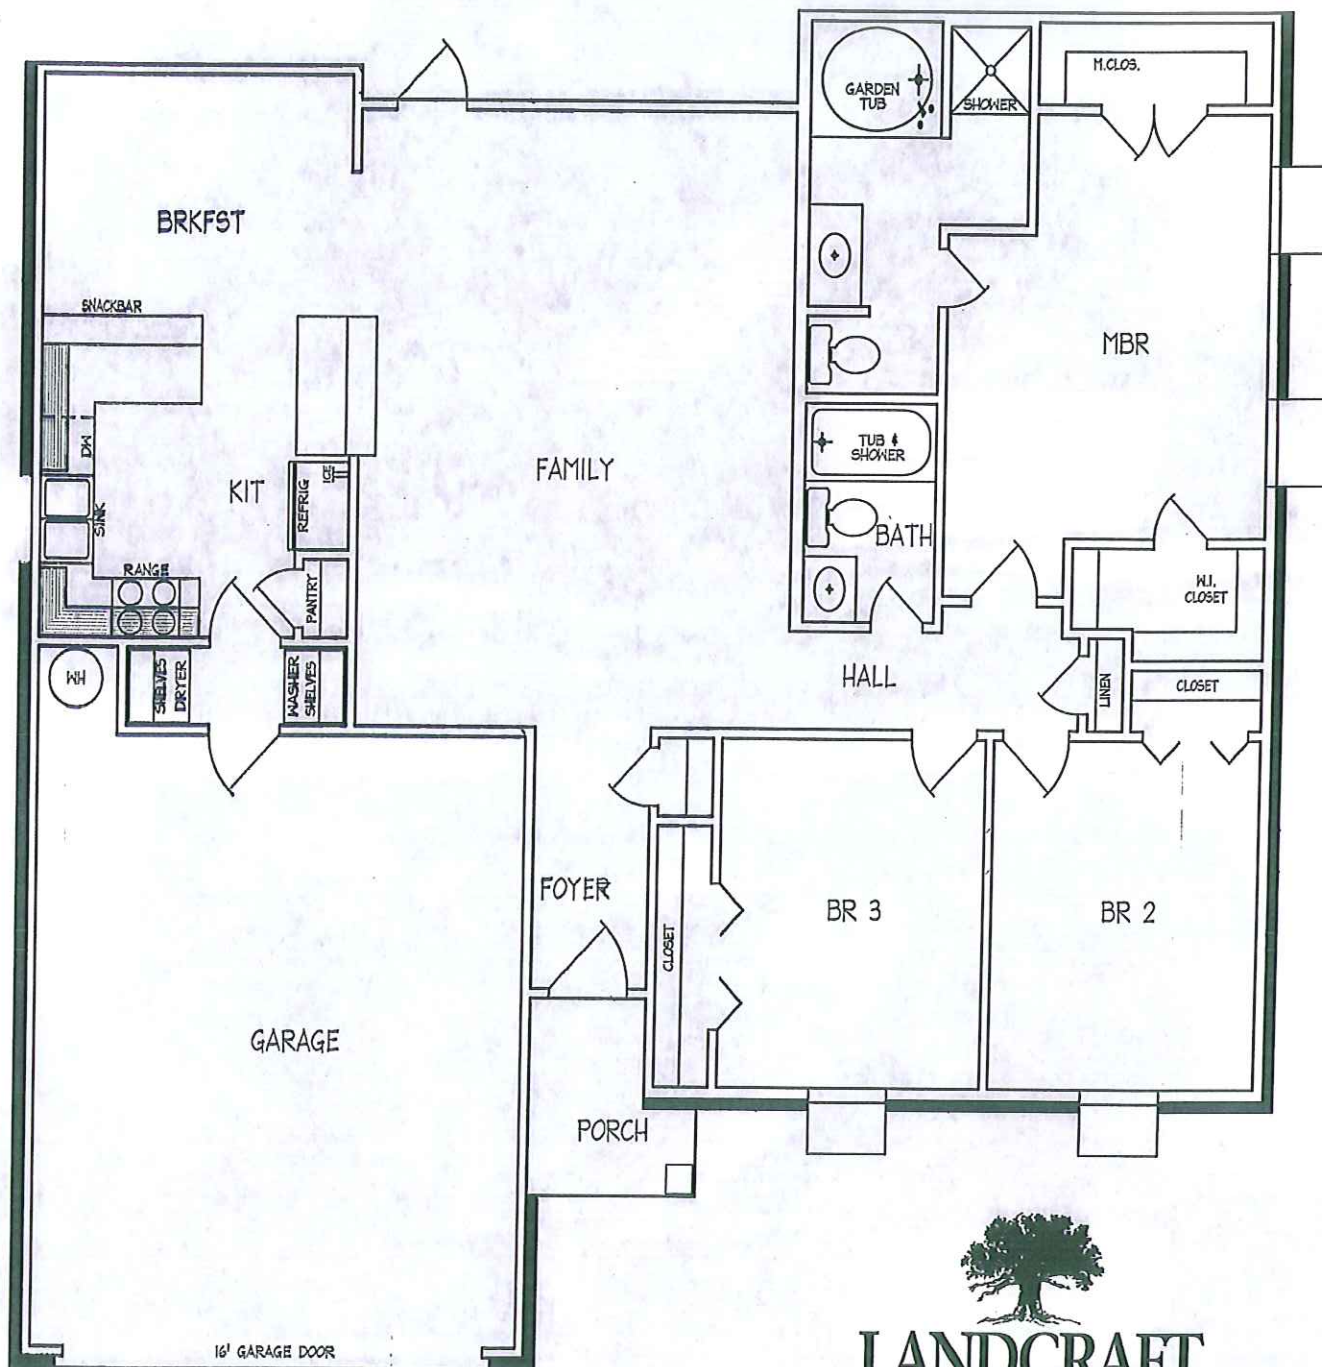 M.CLOS.
GARDEN
TUB
SHOWER
BRKFST
SNACKBAR
MBR
DW
TUB &
SHOWER
FAMILY
KIT
REFRIG
ICE
SINK
BATH
RANGE
PANTRY
W.I.
CLOSET
WH
SHELVES
DRYER
WASHER
SHELVES
HALL
LINEN
CLOSET
FOYER
CLOSET
BR 3
BR 2
GARAGE
PORCH
16' GARAGE DOOR
LANDCRAFT